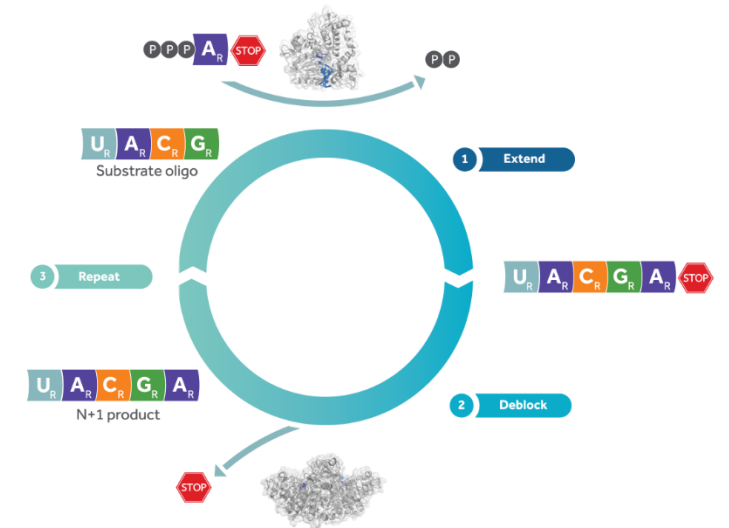 P P P A R STOP
P P
U R A R C R G R
Substrate oligo
1 Extend
3 Repeat
U R A R C R G R A R STOP
U R A R C R G R A R
N+1 product
2 Deblock
STOP